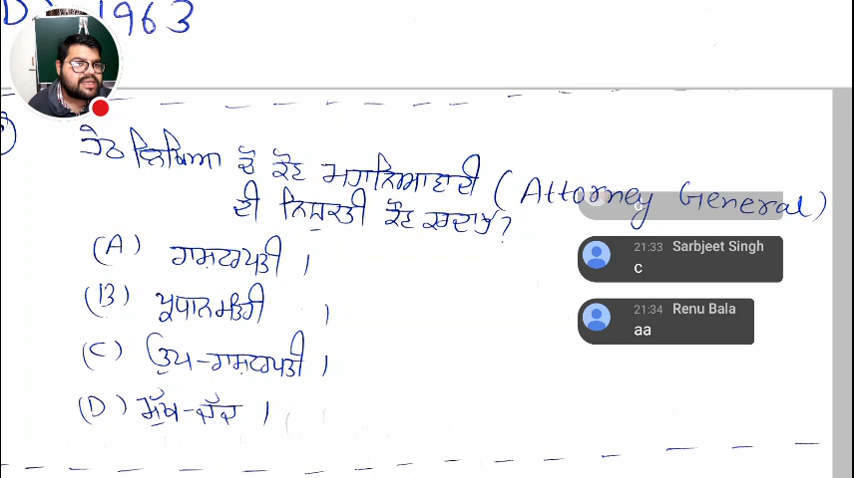 D) 1963
ਹੇਠ ਲਿਖਿਆ ਚੋਂ ਕੌਣ ਮਹਾਨਿਆਵਾਦੀ (Attorney General)
ਦੀ ਨਿਯੁਕਤੀ ਕੌਣ ਕਰਦਾ ਹੈ?
(A) ਰਾਸ਼ਟਰਪਤੀ ।
(B) ਪ੍ਰਧਾਨਮੰਤਰੀ ।
(C) ਉਪ-ਰਾਸ਼ਟਰਪਤੀ ।
(D) ਮੁੱਖ-ਜੱਜ ।
21:33 Sarbjeet Singh
c
21:34 Renu Bala
aa